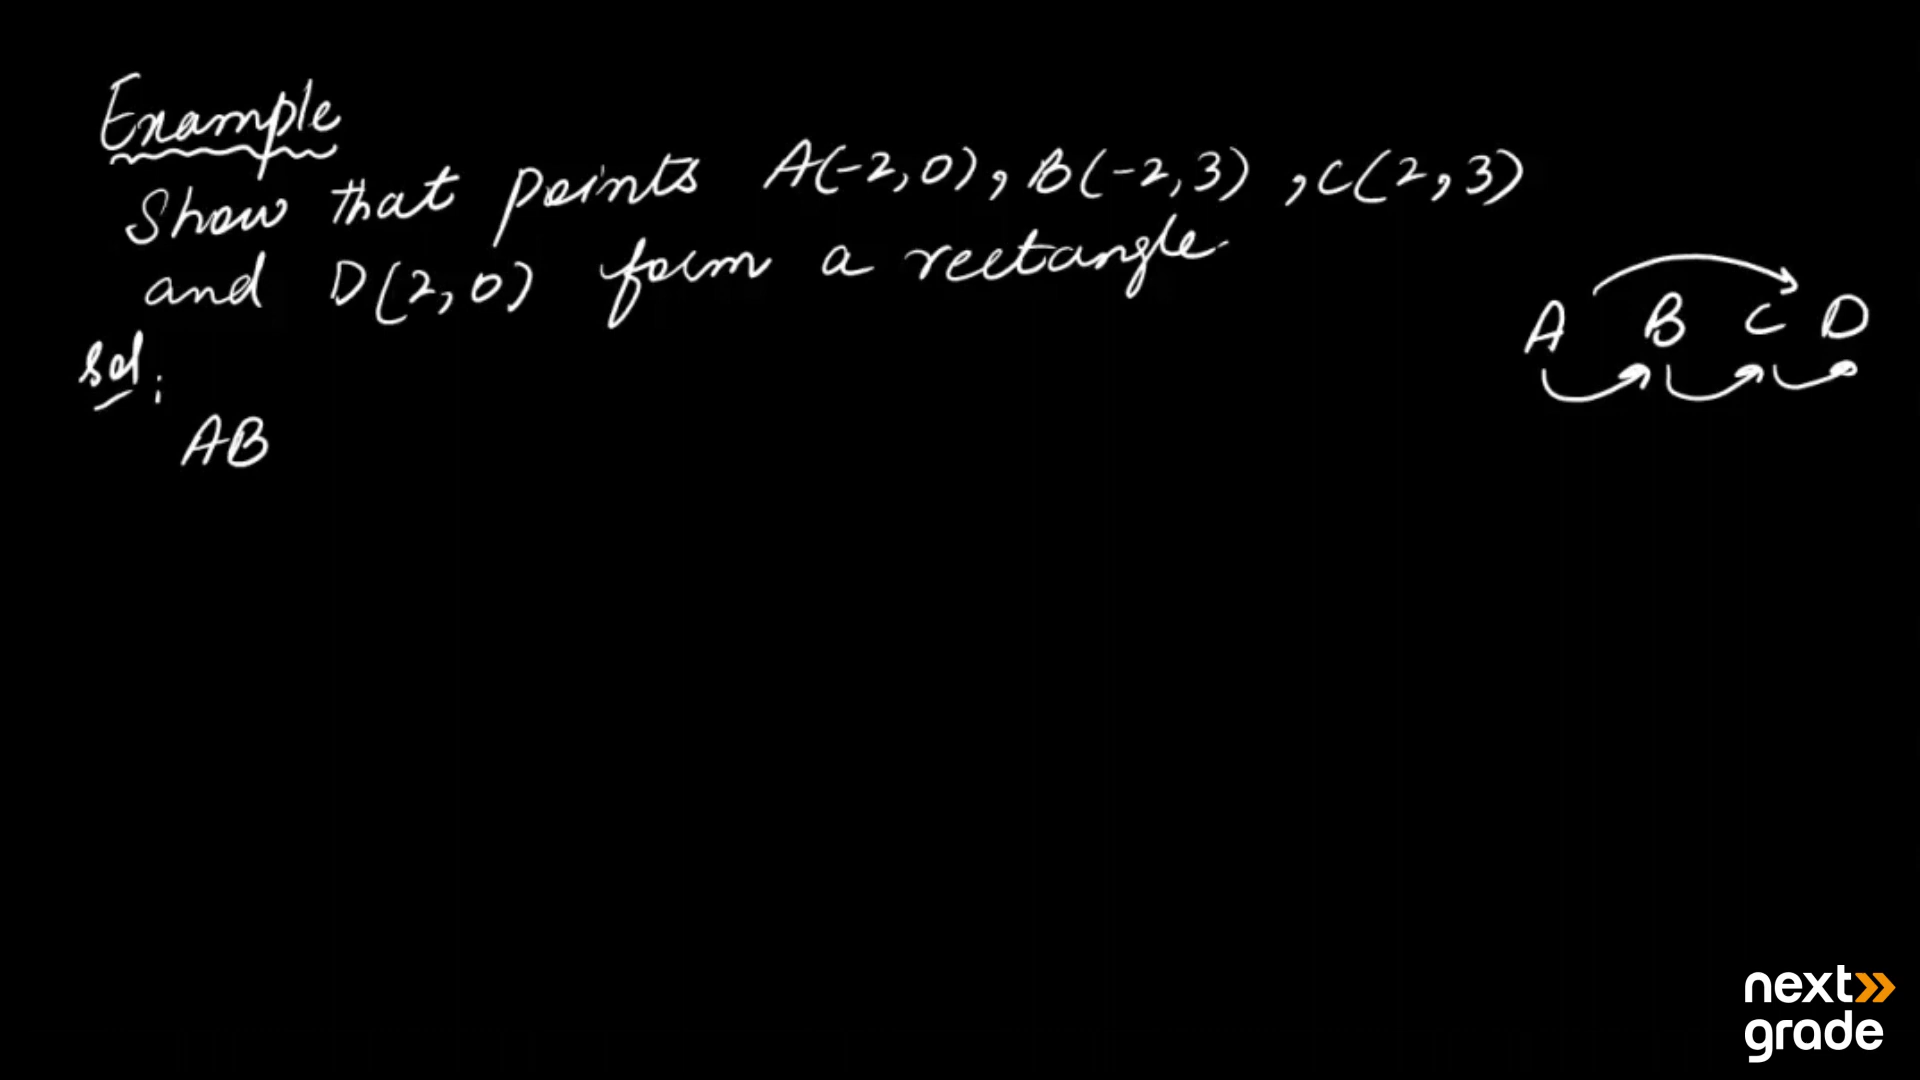 Example
Show that points A(-2,0), B(-2,3), C(2,3)
and D(2,0) form a rectangle.
A B C D
sol:
AB
next
grade